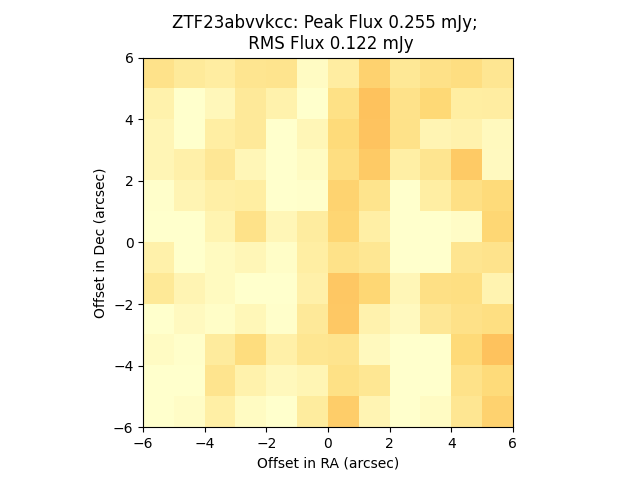 ZTF23abvvkcc: Peak Flux 0.255 mJy;
RMS Flux 0.122 mJy
6
4
2
0
−2
−4
−6
Offset in Dec (arcsec)
−6 −4 −2 0 2 4 6
Offset in RA (arcsec)